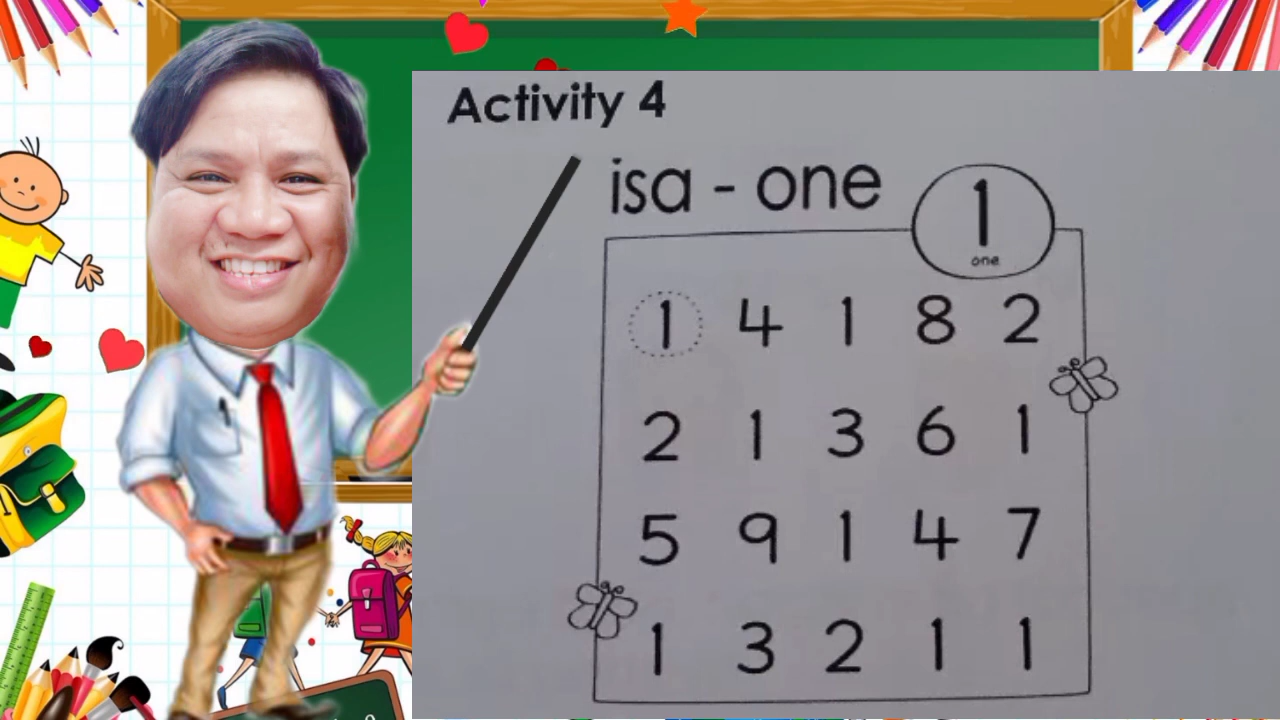 Activity 4
isa - one
1
one
1 4 1 8 2
2 1 3 6 1
5 9 1 4 7
1 3 2 1 1